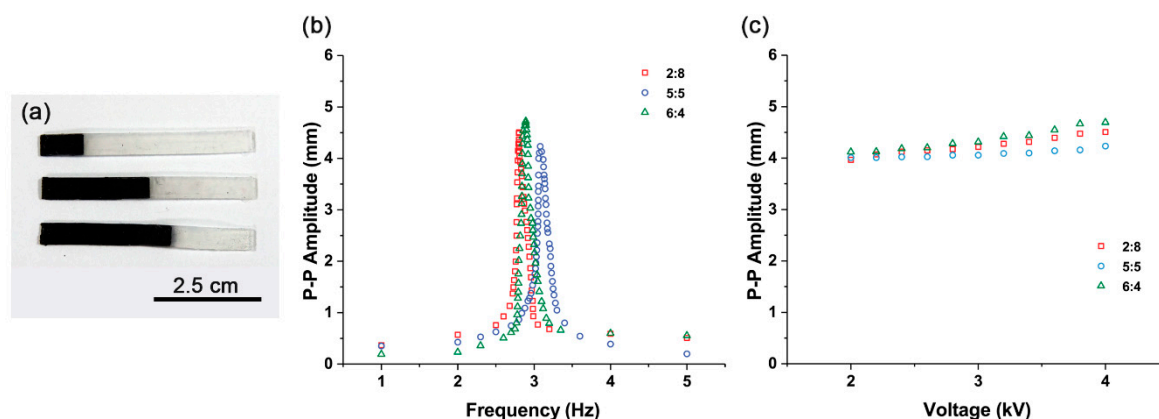 (a)
2.5 cm
(b)
P-P Amplitude (mm)
6
5
4
3
2
1
0
2:8
5:5
6:4
1 2 3 4 5
Frequency (Hz)
(c)
P-P Amplitude (mm)
6
5
4
3
2
1
0
2:8
5:5
6:4
2 3 4
Voltage (kV)